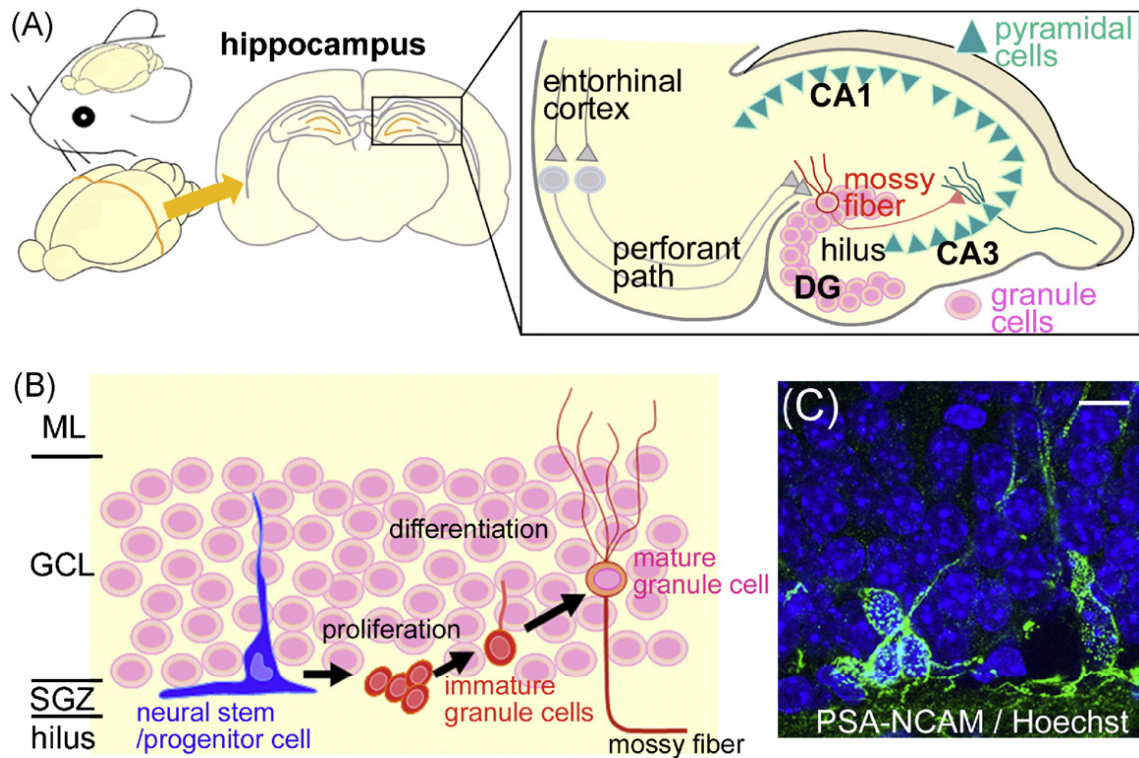 (A)
hippocampus
entorhinal
cortex
perforant
path
CA1
mossy
fiber
hilus
CA3
DG
pyramidal
cells
granule
cells
(B)
ML
GCL
SGZ
hilus
differentiation
proliferation
mature
granule cell
immature
granule cells
neural stem
/progenitor cell
mossy fiber
(C)
PSA-NCAM / Hoechst